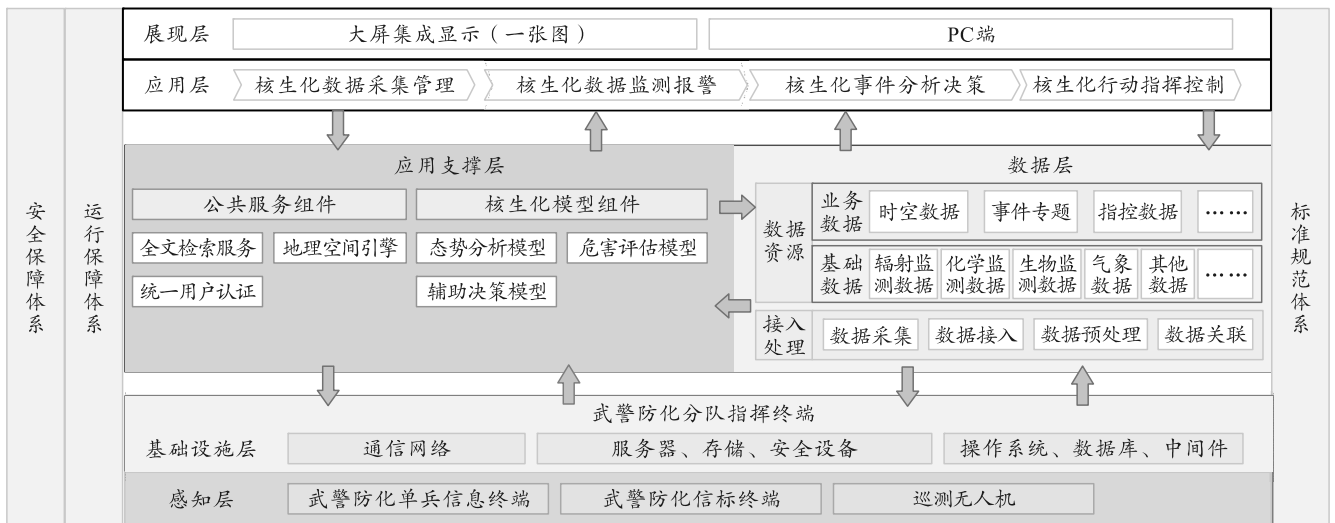 展现层
大屏集成显示（一张图）
PC端
应用层
核生化数据采集管理
核生化数据监测报警
核生化事件分析决策
核生化行动指挥控制
安全保障体系
运行保障体系
应用支撑层
公共服务组件
核生化模型组件
全文检索服务
地理空间引擎
态势分析模型
危害评估模型
统一用户认证
辅助决策模型
数据层
数据
资源
业务
数据
时空数据
事件专题
指控数据
……
基础
数据
辐射监
测数据
化学监
测数据
生物监
测数据
气象
数据
其他
数据
……
接入
处理
数据采集
数据接入
数据预处理
数据关联
标准规范体系
武警防化分队指挥终端
基础设施层
通信网络
服务器、存储、安全设备
操作系统、数据库、中间件
感知层
武警防化单兵信息终端
武警防化信标终端
巡测无人机